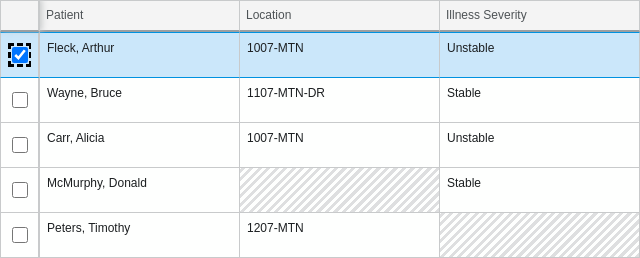 Patient Location Illness Severity
Fleck, Arthur 1007-MTN Unstable
Wayne, Bruce 1107-MTN-DR Stable
Carr, Alicia 1007-MTN Unstable
McMurphy, Donald Stable
Peters, Timothy 1207-MTN